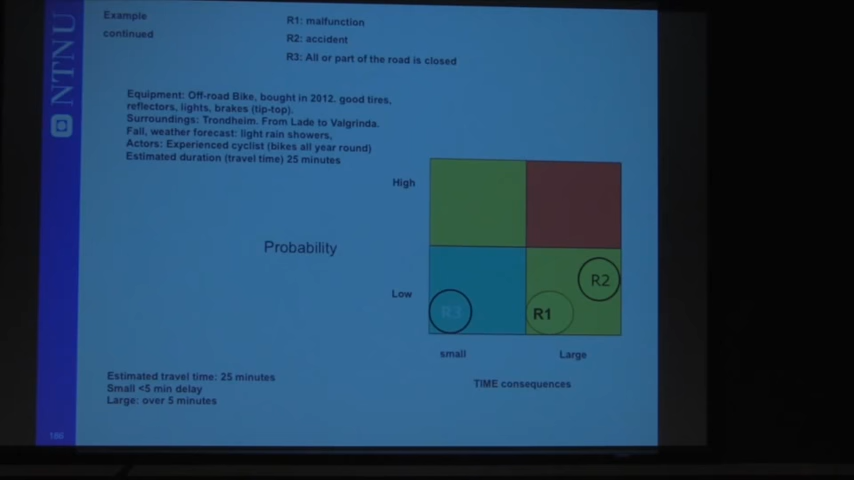 Example
continued
R1: malfunction
R2: accident
R3: All or part of the road is closed
NTNU
Equipment: Off-road Bike, bought in 2012, good tires,
reflectors, lights, brakes (tip-top).
Surroundings: Trondheim. From Lade to Valgrinda.
Fall, weather forecast: light rain showers,
Actors: Experienced cyclist (bikes all year round)
Estimated duration (travel time) 25 minutes
High
Probability
Low
R2
R3
R1
small
Large
TIME consequences
Estimated travel time: 25 minutes
Small <5 min delay
Large: over 5 minutes
186